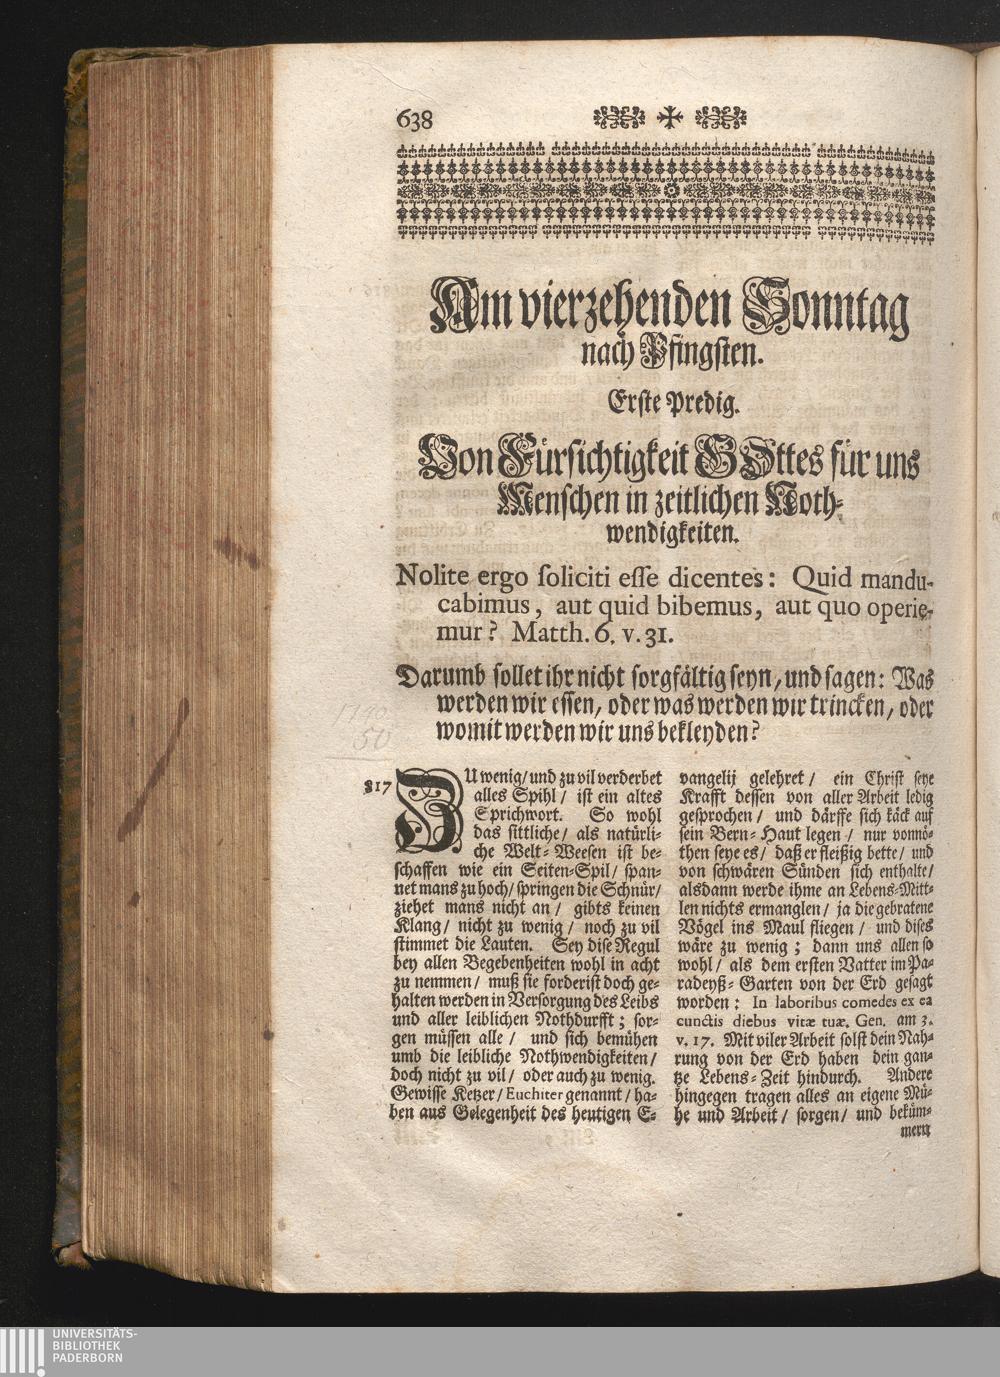 638
Am vierzehenden Sonntag
nach Pfingsten.
Erste Predig.
Von Fürsichtigkeit GOttes für uns
Menschen in zeitlichen Noth-
wendigkeiten.
Nolite ergo soliciti esse dicentes: Quid mandu-
cabimus, aut quid bibemus, aut quo operie-
mur? Matth. 6. v. 31.
Darumb sollet ihr nicht sorgfältig seyn, und sagen: Was
werden wir essen, oder was werden wir trincken, oder
womit werden wir uns bekleyden?
1740
50
817
ZU wenig/ und zu vil verderbet
alles Spihl/ ist ein altes
Sprichwort. So wohl
das sittliche/ als natürli-
che Welt-Weesen ist be-
schaffen wie ein Seiten-Spil/ span-
net mans zu hoch/ springen die Schnür/
ziehet mans nicht an/ gibts keinen
Klang/ nicht zu wenig/ noch zu vil
stimmet die Lauten. Sey dise Regul
bey allen Begebenheiten wohl in acht
zu nemmen/ muß sie forderist doch ge-
halten werden in Versorgung des Leibs
und aller leiblichen Nothdurfft; sor-
gen müssen alle/ und sich bemühen
umb die leibliche Nothwendigkeiten/
doch nicht zu vil/ oder auch zu wenig.
Gewisse Ketzer/ Euchiter genannt/ ha-
ben aus Gelegenheit des heutigen E-
vangelij gelehret/ ein Christ seye
Krafft dessen von aller Arbeit ledig
gesprochen/ und därffe sich käck auf
sein Bern-Haut legen/ nur vonnö-
then seye es/ daß er fleißig bette/ und
von schwären Sünden sich enthalte/
alsdann werde ihme an Lebens-Mitt-
len nichts ermanglen/ ja die gebratene
Vögel ins Maul fliegen/ und dises
wäre zu wenig; dann uns allen so
wohl/ als dem ersten Vatter im Pa-
radeyß-Garten von der Erd gesagt
worden: In laboribus comedes ex ea
cunctis diebus vitæ tuæ. Gen. am 3.
v. 17. Mit viler Arbeit solst dein Nah-
rung von der Erd haben dein gan-
tze Lebens-Zeit hindurch. Andere
hingegen tragen alles an eigene Mü-
he und Arbeit/ sorgen/ und beküm-
mern
UNIVERSITÄTS-
BIBLIOTHEK
PADERBORN